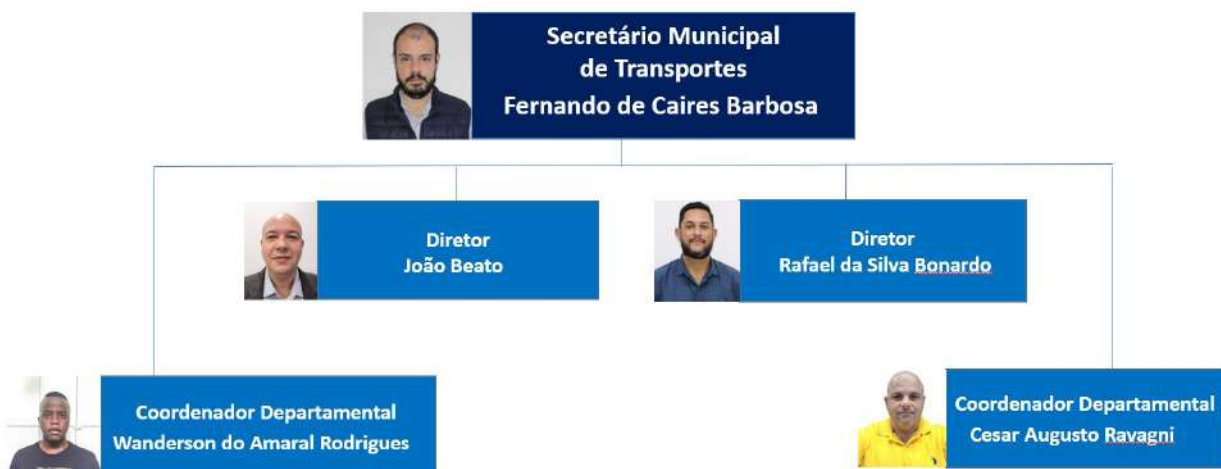 Secretário Municipal
de Transportes
Fernando de Caires Barbosa
Diretor
João Beato
Diretor
Rafael da Silva Bonardo
Coordenador Departamental
Wanderson do Amaral Rodrigues
Coordenador Departamental
Cesar Augusto Ravagni